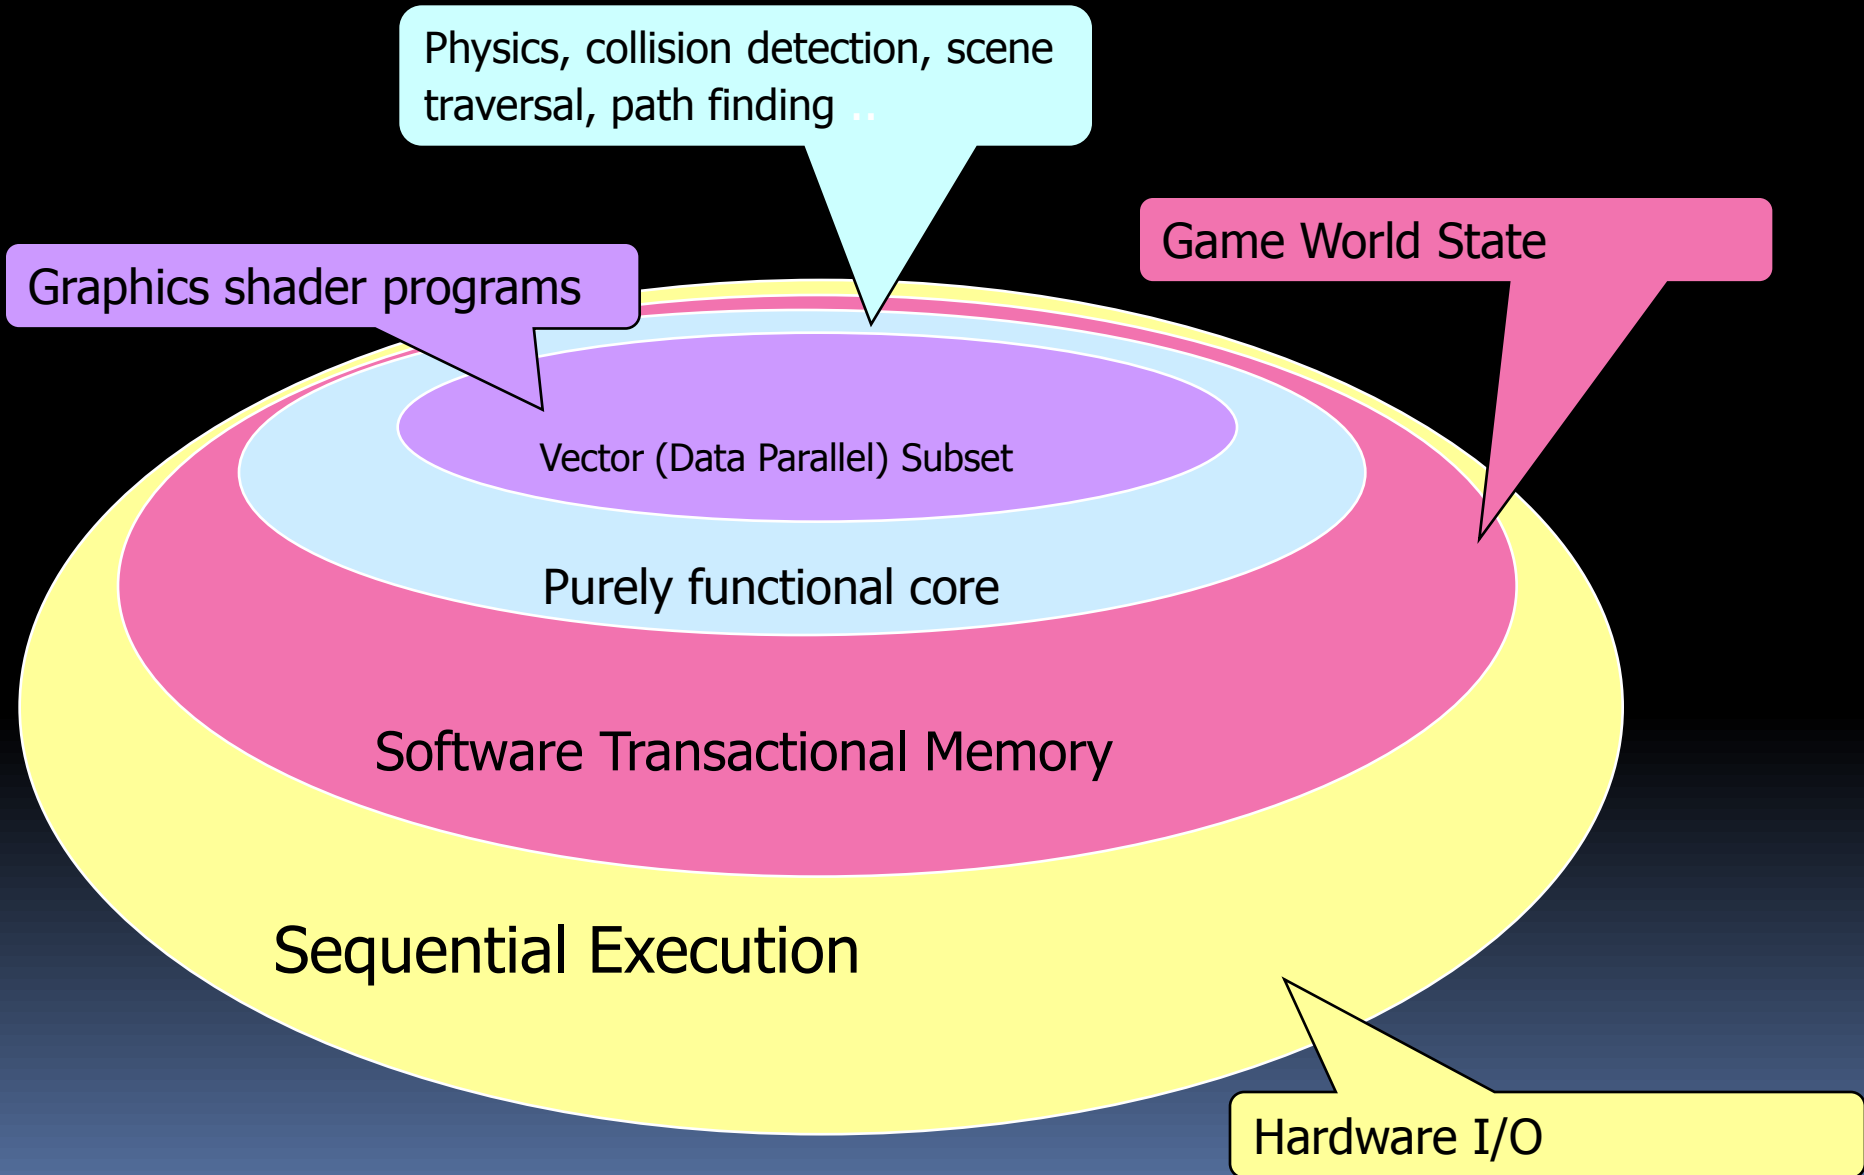 Physics, collision detection, scene
traversal, path finding ..
Game World State
Graphics shader programs
Vector (Data Parallel) Subset
Purely functional core
Software Transactional Memory
Sequential Execution
Hardware I/O